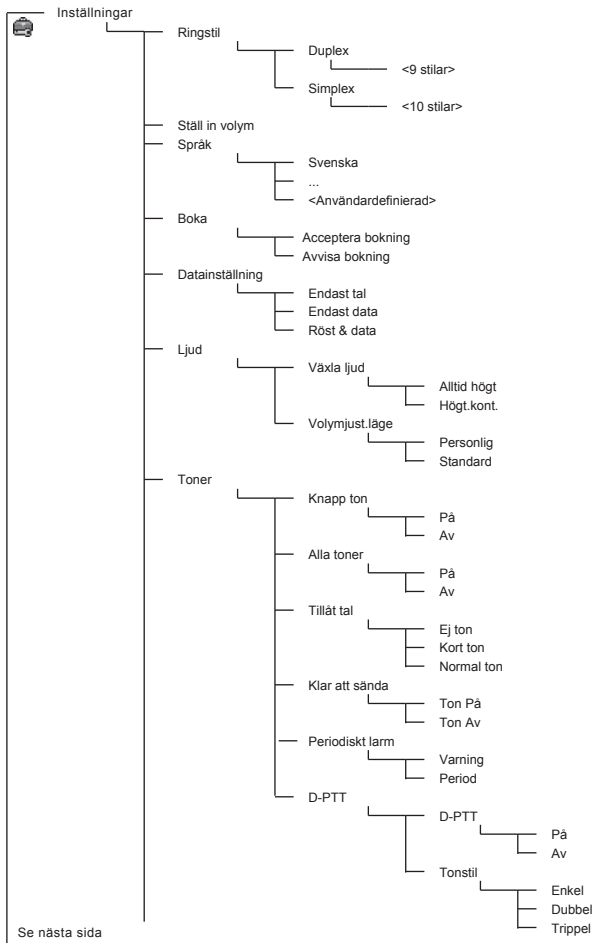 Inställningar
Ringstil
Duplex
<9 stilar>
Simplex
<10 stilar>
Ställ in volym
Språk
Svenska
...
<Användardefinierad>
Boka
Acceptera bokning
Avvisa bokning
Datainställning
Endast tal
Endast data
Röst & data
Ljud
Växla ljud
Alltid högt
Högt.kont.
Volymjust.läge
Personlig
Standard
Toner
Knapp ton
På
Av
Alla toner
På
Av
Tillåt tal
Ej ton
Kort ton
Normal ton
Klar att sända
Ton På
Ton Av
Periodiskt larm
Varning
Period
D-PTT
D-PTT
På
Av
Tonstil
Enkel
Dubbel
Trippel
Se nästa sida